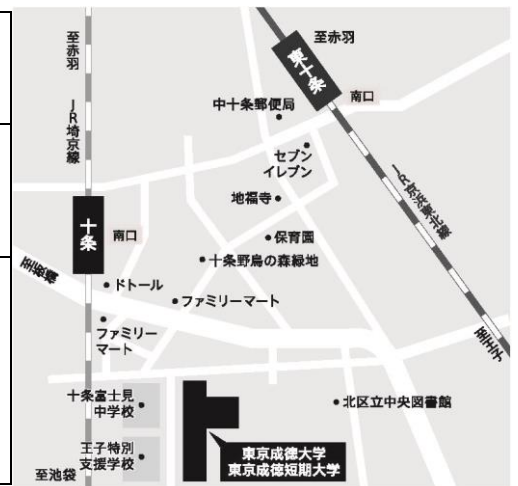 至赤羽
JR埼京線
十条
南口
至赤羽
東十条
南口
中十条郵便局
セブン
イレブン
地福寺
保育園
十条野鳥の森緑地
JR京浜東北線
至王子
至板橋
ドトール
ファミリーマート
ファミリー
マート
十条富士見
中学校
王子特別
支援学校
至池袋
北区立中央図書館
東京成徳大学
東京成徳短期大学